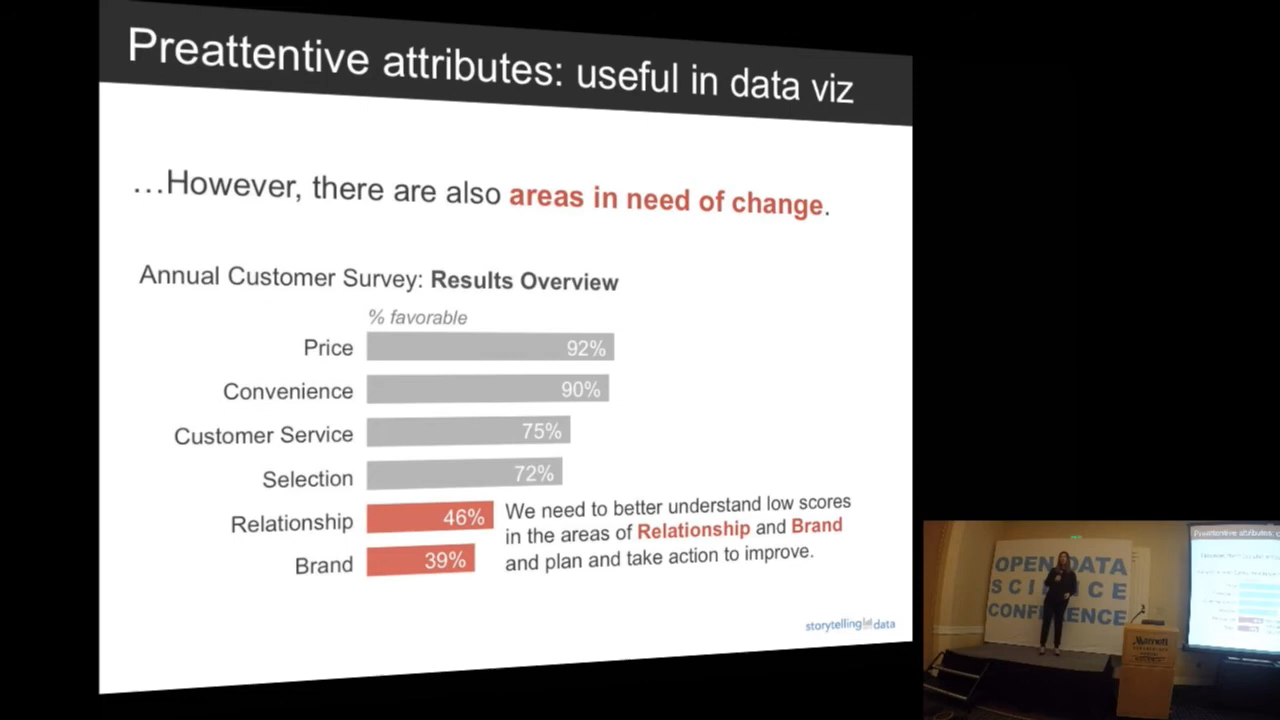 Preattentive attributes: useful in data viz
…However, there are also areas in need of change.
Annual Customer Survey: Results Overview
% favorable
Price 92%
Convenience 90%
Customer Service 75%
Selection 72%
Relationship 46%
Brand 39%
We need to better understand low scores
in the areas of Relationship and Brand
and plan and take action to improve.
storytelling data
OPEN DATA
SCIENCE
CONFERENCE
Marriott
Preattentive attributes: